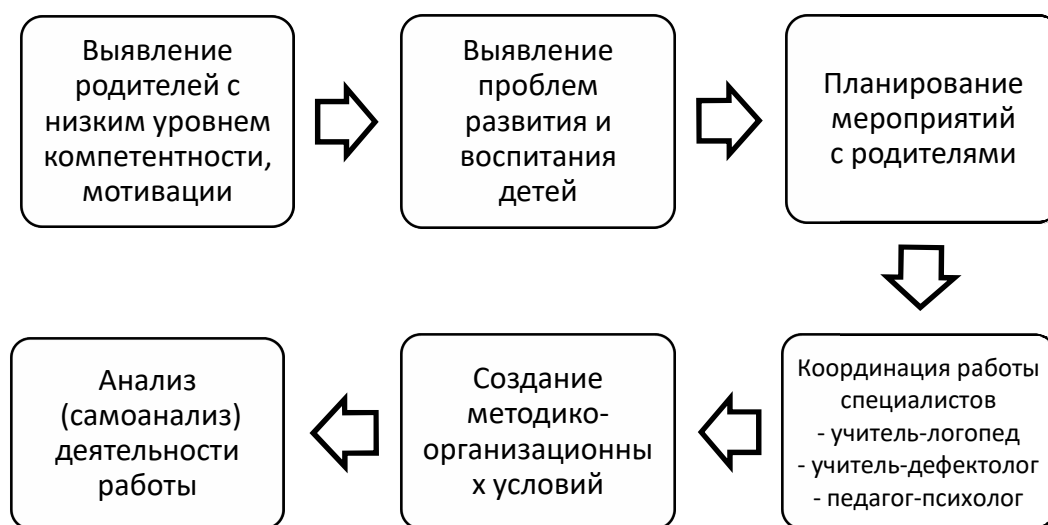 Выявление
родителей с
низким уровнем
компетентности,
мотивации
Выявление
проблем
развития и
воспитания
детей
Планирование
мероприятий
с родителями
Координация работы
специалистов
- учитель-логопед
- учитель-дефектолог
- педагог-психолог
Создание
методико-
организационны
х условий
Анализ
(самоанализ)
деятельности
работы